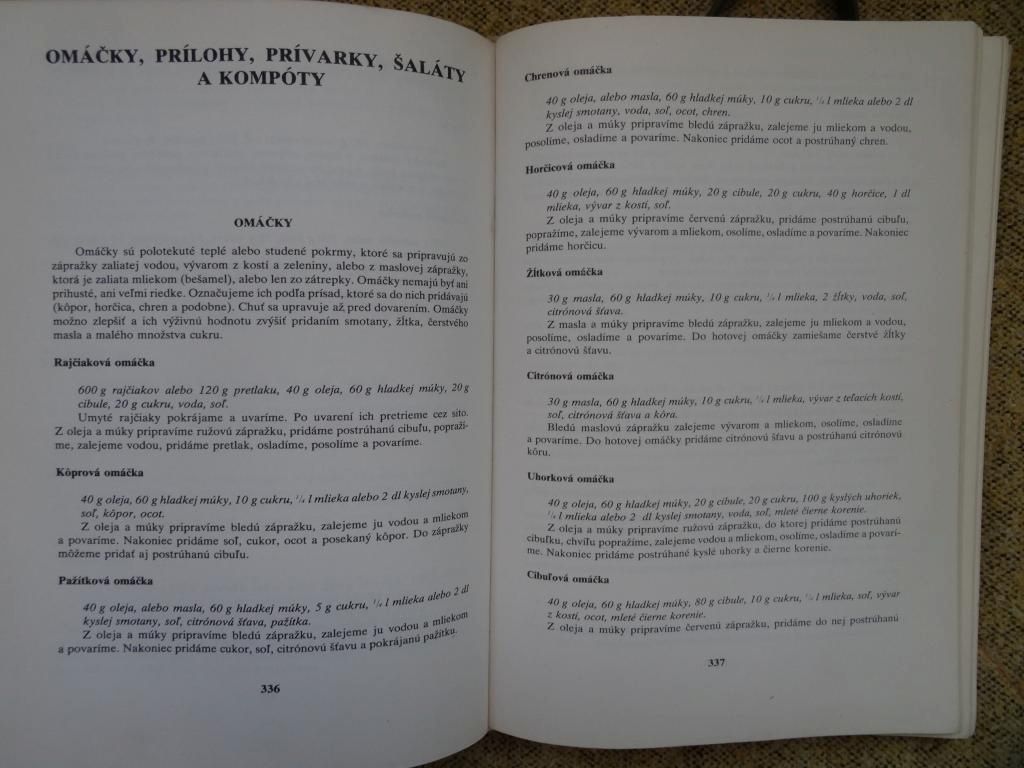 OMÁČKY, PRÍLOHY, PRÍVARKY, ŠALÁTY
A KOMPÓTY
OMÁČKY
Omáčky sú polotekuté teplé alebo studené pokrmy, ktoré sa pripravujú zo
zápražky zaliatej vodou, vývarom z kostí a zeleniny, alebo z maslovej zápražky,
ktorá je zaliata mliekom (bešamel), alebo len zo zátrepky. Omáčky nemajú byť ani
prihusté, ani veľmi riedke. Označujeme ich podľa prísad, ktoré sa do nich pridávajú
(kôpor, horčica, chren a podobne). Chuť sa upravuje až pred dovarením. Omáčky
možno zlepšiť a ich výživnú hodnotu zvýšiť pridaním smotany, žĺtka, čerstvého
masla a malého množstva cukru.
Rajčiaková omáčka
600 g rajčiakov alebo 120 g pretlaku, 40 g oleja, 60 g hladkej múky, 20 g
cibule, 20 g cukru, voda, soľ.
Umyté rajčiaky pokrájame a uvaríme. Po uvarení ich pretrieme cez sito.
Z oleja a múky pripravíme ružovú zápražku, pridáme postrúhanú cibuľu, popraží-
me, zalejeme vodou, pridáme pretlak, osladíme, posolíme a povaríme.
Kôprová omáčka
40 g oleja, 60 g hladkej múky, 10 g cukru, ¼ l mlieka alebo 2 dl kyslej smotany,
soľ, kôpor, ocot.
Z oleja a múky pripravíme bledú zápražku, zalejeme ju vodou a mliekom
a povaríme. Nakoniec pridáme soľ, cukor, ocot a posekaný kôpor. Do zápražky
môžeme pridať aj postrúhanú cibuľu.
Pažítková omáčka
40 g oleja, alebo masla, 60 g hladkej múky, 5 g cukru, ¼ l mlieka alebo 2 dl
kyslej smotany, soľ, citrónová šťava, pažítka.
Z oleja a múky pripravíme bledú zápražku, zalejeme ju vodou a mliekom
a povaríme. Nakoniec pridáme cukor, soľ, citrónovú šťavu a pokrájanú pažítku.
336
Chrenová omáčka
40 g oleja, alebo masla, 60 g hladkej múky, 10 g cukru, ¼ l mlieka alebo 2 dl
kyslej smotany, voda, soľ, ocot, chren.
Z oleja a múky pripravíme bledú zápražku, zalejeme ju mliekom a vodou,
posolíme, osladíme a povaríme. Nakoniec pridáme ocot a postrúhaný chren.
Horčicová omáčka
40 g oleja, 60 g hladkej múky, 20 g cibule, 20 g cukru, 40 g horčice, 1 dl
mlieka, vývar z kostí, soľ.
Z oleja a múky pripravíme červenú zápražku, pridáme postrúhanú cibuľu,
popražíme, zalejeme vývarom a mliekom, osolíme, osladíme a povaríme. Nakoniec
pridáme horčicu.
Žĺtková omáčka
30 g masla, 60 g hladkej múky, 10 g cukru, ¼ l mlieka, 2 žĺtky, voda, soľ,
citrónová šťava.
Z masla a múky pripravíme bledú zápražku, zalejeme ju mliekom a vodou,
posolíme, osladíme a povaríme. Do hotovej omáčky zamiešame čerstvé žĺtky
a citrónovú šťavu.
Citrónová omáčka
30 g masla, 60 g hladkej múky, 10 g cukru, ¼ l mlieka, vývar z teľacích kostí,
soľ, citrónová šťava a kôra.
Bledú maslovú zápražku zalejeme vývarom a mliekom, osolíme, osladíme
a povaríme. Do hotovej omáčky pridáme citrónovú šťavu a postrúhanú citrónovú
kôru.
Uhorková omáčka
40 g oleja, 60 g hladkej múky, 20 g cibule, 20 g cukru, 100 g kyslých uhoriek,
¼ l mlieka alebo 2 dl kyslej smotany, voda, soľ, mleté čierne korenie.
Z oleja a múky pripravíme ružovú zápražku, do ktorej pridáme postrúhanú
cibuľku, chvíľu popražíme, zalejeme vodou a mliekom, osolíme, osladíme a povarí-
me. Nakoniec pridáme postrúhané kyslé uhorky a čierne korenie.
Cibuľová omáčka
40 g oleja, 60 g hladkej múky, 80 g cibule, 10 g cukru, ¼ l mlieka, soľ, vývar
z kostí, ocot, mleté čierne korenie.
Z oleja a múky pripravíme červenú zápražku, pridáme do nej postrúhanú
337